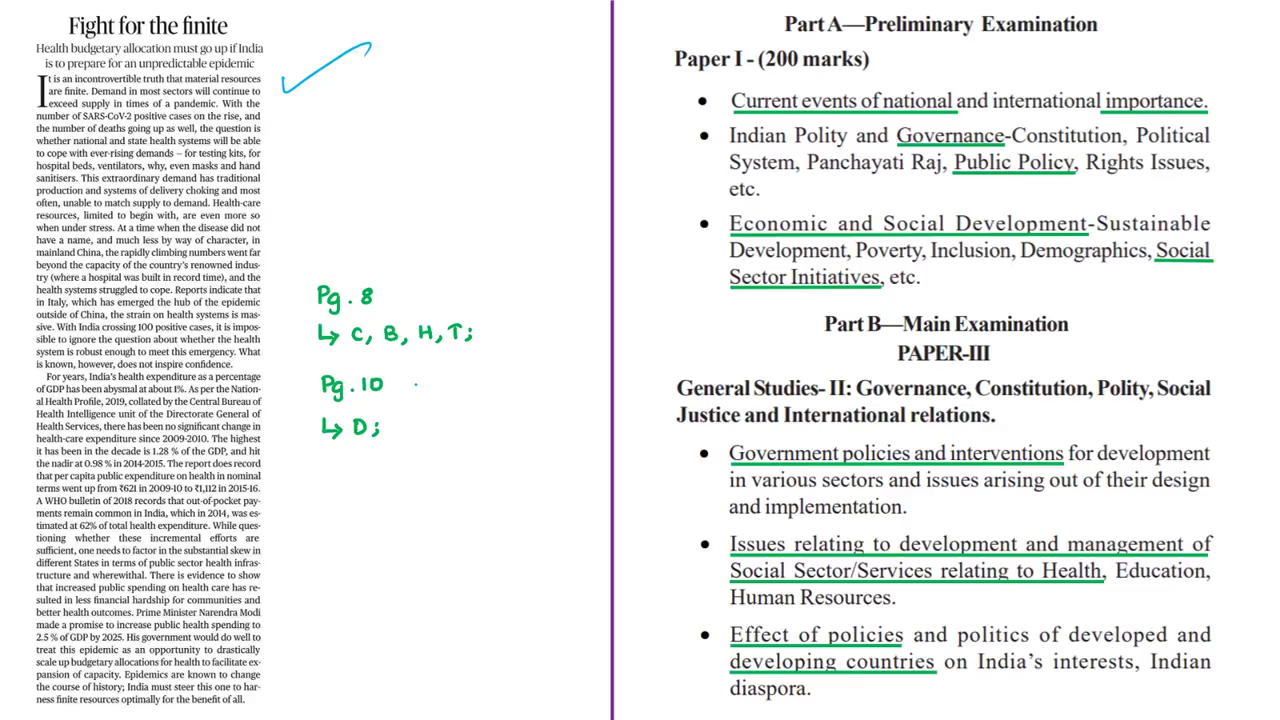 Fight for the finite
Health budgetary allocation must go up if India
is to prepare for an unpredictable epidemic
It is an incontrovertible truth that material resources
are finite. Demand in most sectors will continue to
exceed supply in times of a pandemic. With the
number of SARS-CoV-2 positive cases on the rise, and
the number of deaths going up as well, the question is
whether national and state health systems will be able
to cope with ever-rising demands – for testing kits, for
hospital beds, ventilators, why, even masks and hand
sanitisers. This extraordinary demand has traditional
production and systems of delivery choking and most
often, unable to match supply to demand. Health-care
resources, limited to begin with, are even more so
when under stress. At a time when the disease did not
have a name, and much less by way of character, in
mainland China, the rapidly climbing numbers went far
beyond the capacity of the country's renowned indus-
try (where a hospital was built in record time), and the
health systems struggled to cope. Reports indicate that
in Italy, which has emerged the hub of the epidemic
outside of China, the strain on health systems is mas-
sive. With India crossing 100 positive cases, it is impos-
sible to ignore the question about whether the health
system is robust enough to meet this emergency. What
is known, however, does not inspire confidence.
For years, India's health expenditure as a percentage
of GDP has been abysmal at about 1%. As per the Nation-
al Health Profile, 2019, collated by the Central Bureau of
Health Intelligence unit of the Directorate General of
Health Services, there has been no significant change in
health-care expenditure since 2009-2010. The highest
it has been in the decade is 1.28 % of the GDP, and hit
the nadir at 0.98 % in 2014-2015. The report does record
that per capita public expenditure on health in nominal
terms went up from ₹621 in 2009-10 to ₹1,112 in 2015-16.
A WHO bulletin of 2018 records that out-of-pocket pay-
ments remain common in India, which in 2014, was es-
timated at 62% of total health expenditure. While ques-
tioning whether these incremental efforts are
sufficient, one needs to factor in the substantial skew in
different States in terms of public sector health infras-
tructure and wherewithal. There is evidence to show
that increased public spending on health care has re-
sulted in less financial hardship for communities and
better health outcomes. Prime Minister Narendra Modi
made a promise to increase public health spending to
2.5 % of GDP by 2025. His government would do well to
treat this epidemic as an opportunity to drastically
scale up budgetary allocations for health to facilitate ex-
pansion of capacity. Epidemics are known to change
the course of history; India must steer this one to har-
ness finite resources optimally for the benefit of all.
Pg. 8
↳ C, B, H, T;
Pg. 10
↳ D;
Part A—Preliminary Examination
Paper I - (200 marks)
• Current events of national and international importance.
• Indian Polity and Governance-Constitution, Political
System, Panchayati Raj, Public Policy, Rights Issues,
etc.
• Economic and Social Development-Sustainable
Development, Poverty, Inclusion, Demographics, Social
Sector Initiatives, etc.
Part B—Main Examination
PAPER-III
General Studies- II: Governance, Constitution, Polity, Social
Justice and International relations.
• Government policies and interventions for development
in various sectors and issues arising out of their design
and implementation.
• Issues relating to development and management of
Social Sector/Services relating to Health, Education,
Human Resources.
• Effect of policies and politics of developed and
developing countries on India's interests, Indian
diaspora.